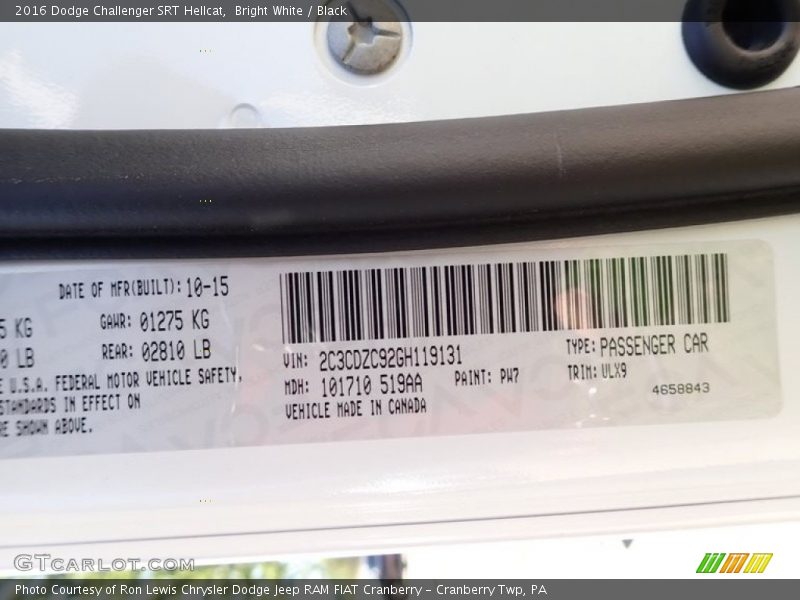 2016 Dodge Challenger SRT Hellcat, Bright White / Black
DATE OF MFR(BUILT): 10-15
5 KG GAWR: 01275 KG
0 LB REAR: 02810 LB
E U.S.A. FEDERAL MOTOR VEHICLE SAFETY.
STANDARDS IN EFFECT ON
RE SHOWN ABOVE.
VIN: 2C3CDZC92GH119131 TYPE: PASSENGER CAR
MDH: 101710 519AA PAINT: PW7 TRIM: ULX9
VEHICLE MADE IN CANADA 4658843
GTCARLOT.COM
Photo Courtesy of Ron Lewis Chrysler Dodge Jeep RAM FIAT Cranberry – Cranberry Twp, PA